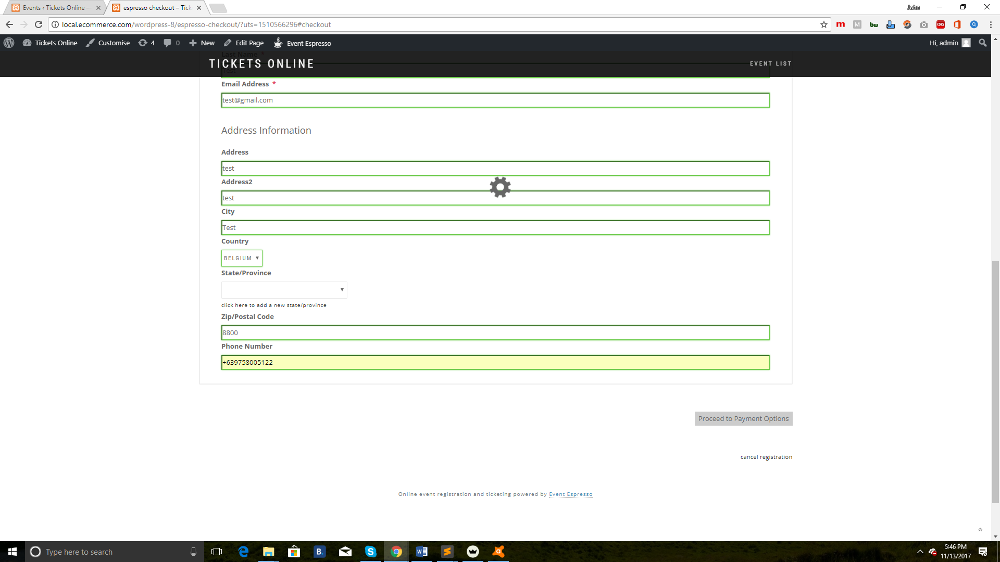 Events ‹ Tickets Online —
espresso checkout – Tick
John
local.ecommerce.com/wordpress-8/espresso-checkout/?uts=1510566296#checkout
Tickets Online
Customise
4
0
New
Edit Page
Event Espresso
Hi, admin
Last Name *
TICKETS ONLINE
EVENT LIST
Email Address *
test@gmail.com
Address Information
Address
test
Address2
test
City
Test
Country
BELGIUM
State/Province
click here to add a new state/province
Zip/Postal Code
8800
Phone Number
+639758005122
Proceed to Payment Options
cancel registration
Online event registration and ticketing powered by Event Espresso
Type here to search
5:46 PM
11/13/2017